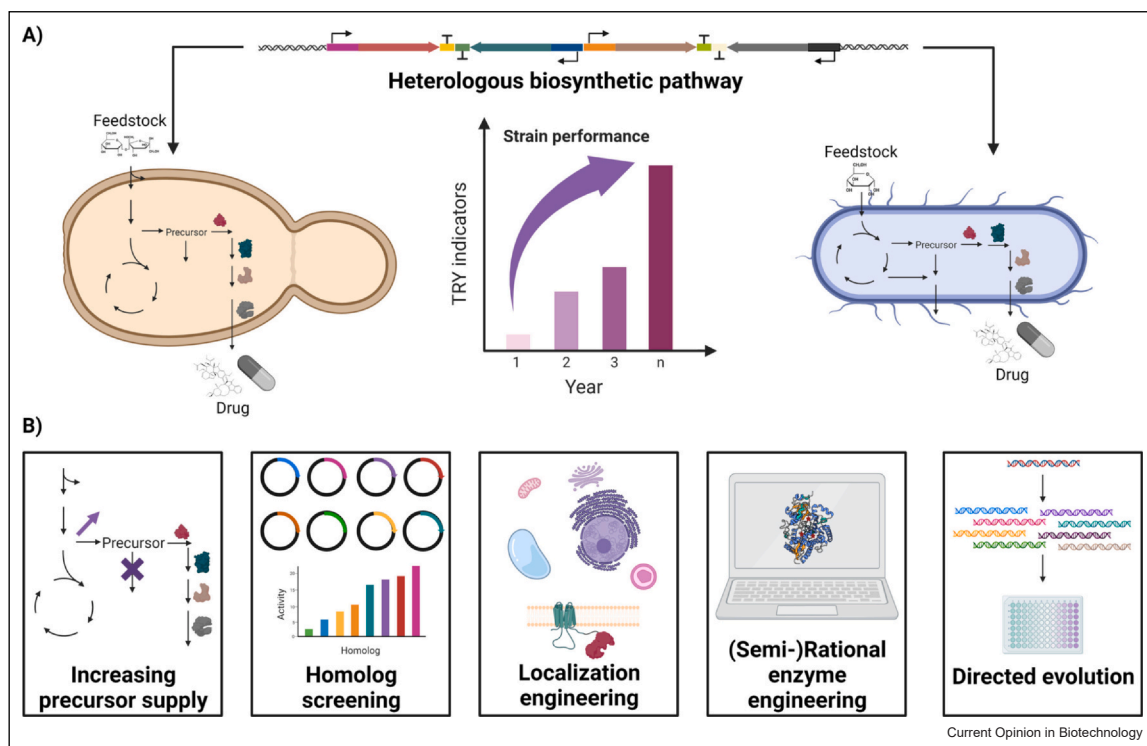 A)
Heterologous biosynthetic pathway
Feedstock
Precursor
Drug
Strain performance
TRY indicators
1 2 3 n
Year
Feedstock
Precursor
Drug
B)
Precursor
Increasing
precursor supply
Activity
Homolog
Homolog
screening
Localization
engineering
(Semi-)Rational
enzyme
engineering
Directed evolution
Current Opinion in Biotechnology